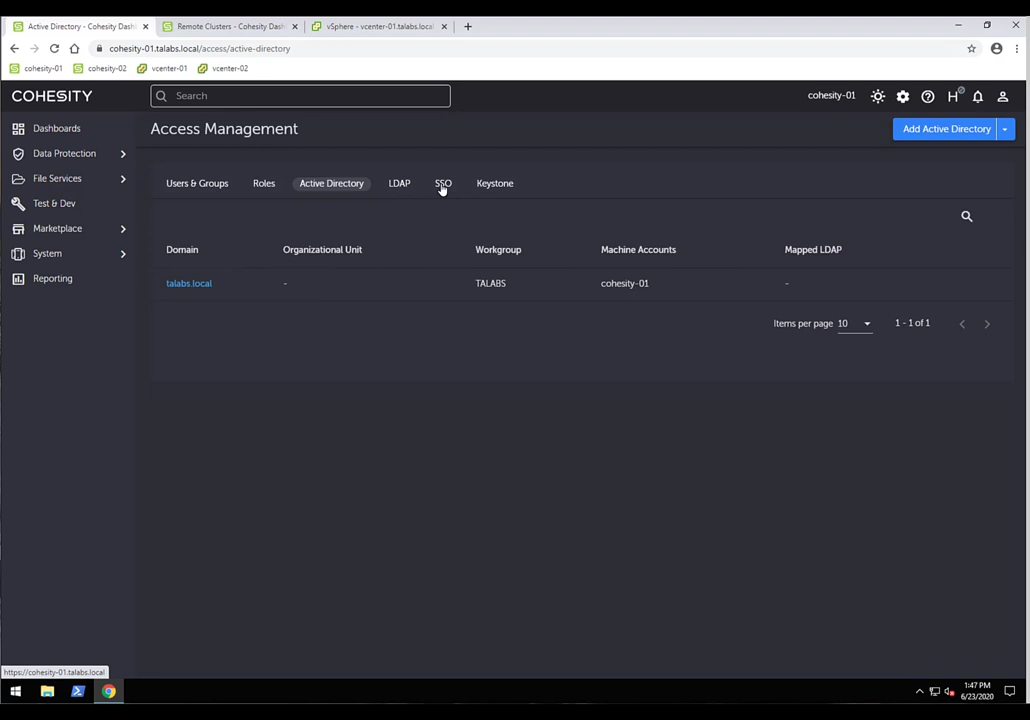 Active Directory - Cohesity Dash
Remote Clusters - Cohesity Dash
vSphere - vcenter-01.talabs.local
cohesity-01.talabs.local/access/active-directory
cohesity-01
cohesity-02
vcenter-01
vcenter-02
COHESITY
Search
cohesity-01
H
Dashboards
Data Protection
File Services
Test & Dev
Marketplace
System
Reporting
Access Management
Add Active Directory
Users & Groups
Roles
Active Directory
LDAP
SSO
Keystone
Domain
Organizational Unit
Workgroup
Machine Accounts
Mapped LDAP
talabs.local
-
TALABS
cohesity-01
-
Items per page 10
1 - 1 of 1
https://cohesity-01.talabs.local
1:47 PM
6/23/2020